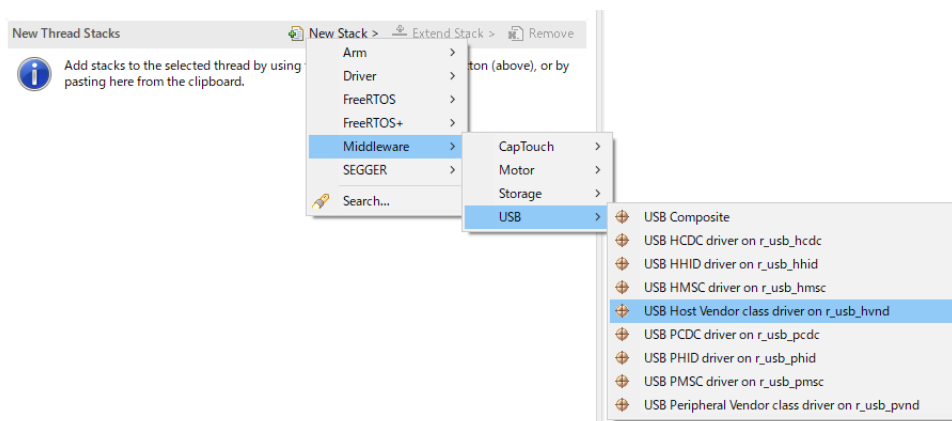 New Thread Stacks
New Stack > Extend Stack > Remove
Add stacks to the selected thread by using
tton (above), or by
pasting here from the clipboard.
Arm
Driver
FreeRTOS
FreeRTOS+
Middleware
SEGGER
Search...
CapTouch
Motor
Storage
USB
USB Composite
USB HCDC driver on r_usb_hcdc
USB HHID driver on r_usb_hhid
USB HMSC driver on r_usb_hmsc
USB Host Vendor class driver on r_usb_hvnd
USB PCDC driver on r_usb_pcdc
USB PHID driver on r_usb_phid
USB PMSC driver on r_usb_pmsc
USB Peripheral Vendor class driver on r_usb_pvnd